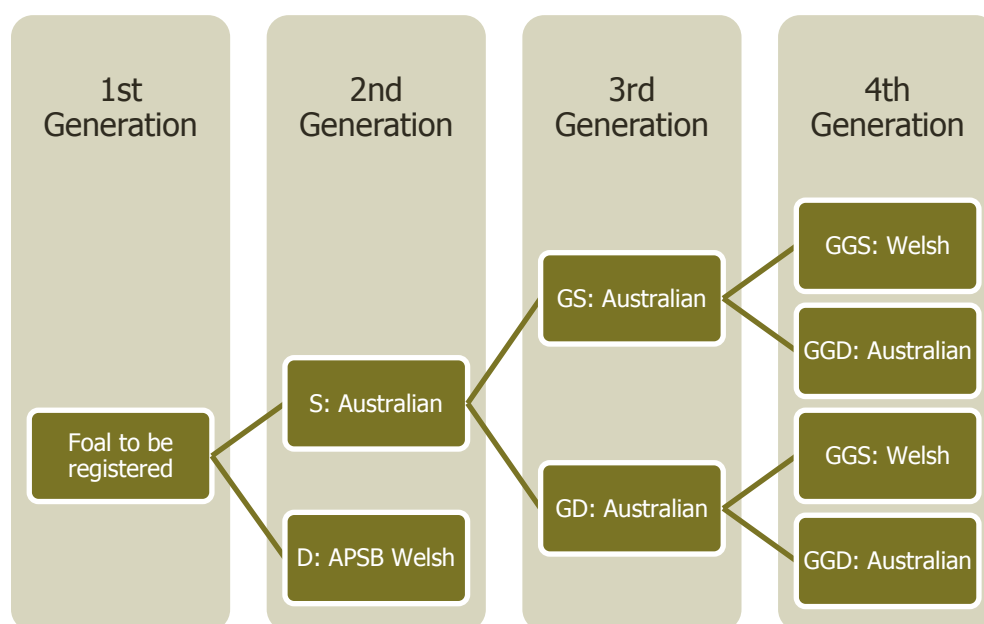 1st
Generation
2nd
Generation
3rd
Generation
4th
Generation
Foal to be
registered
S: Australian
D: APSB Welsh
GS: Australian
GD: Australian
GGS: Welsh
GGD: Australian
GGS: Welsh
GGD: Australian